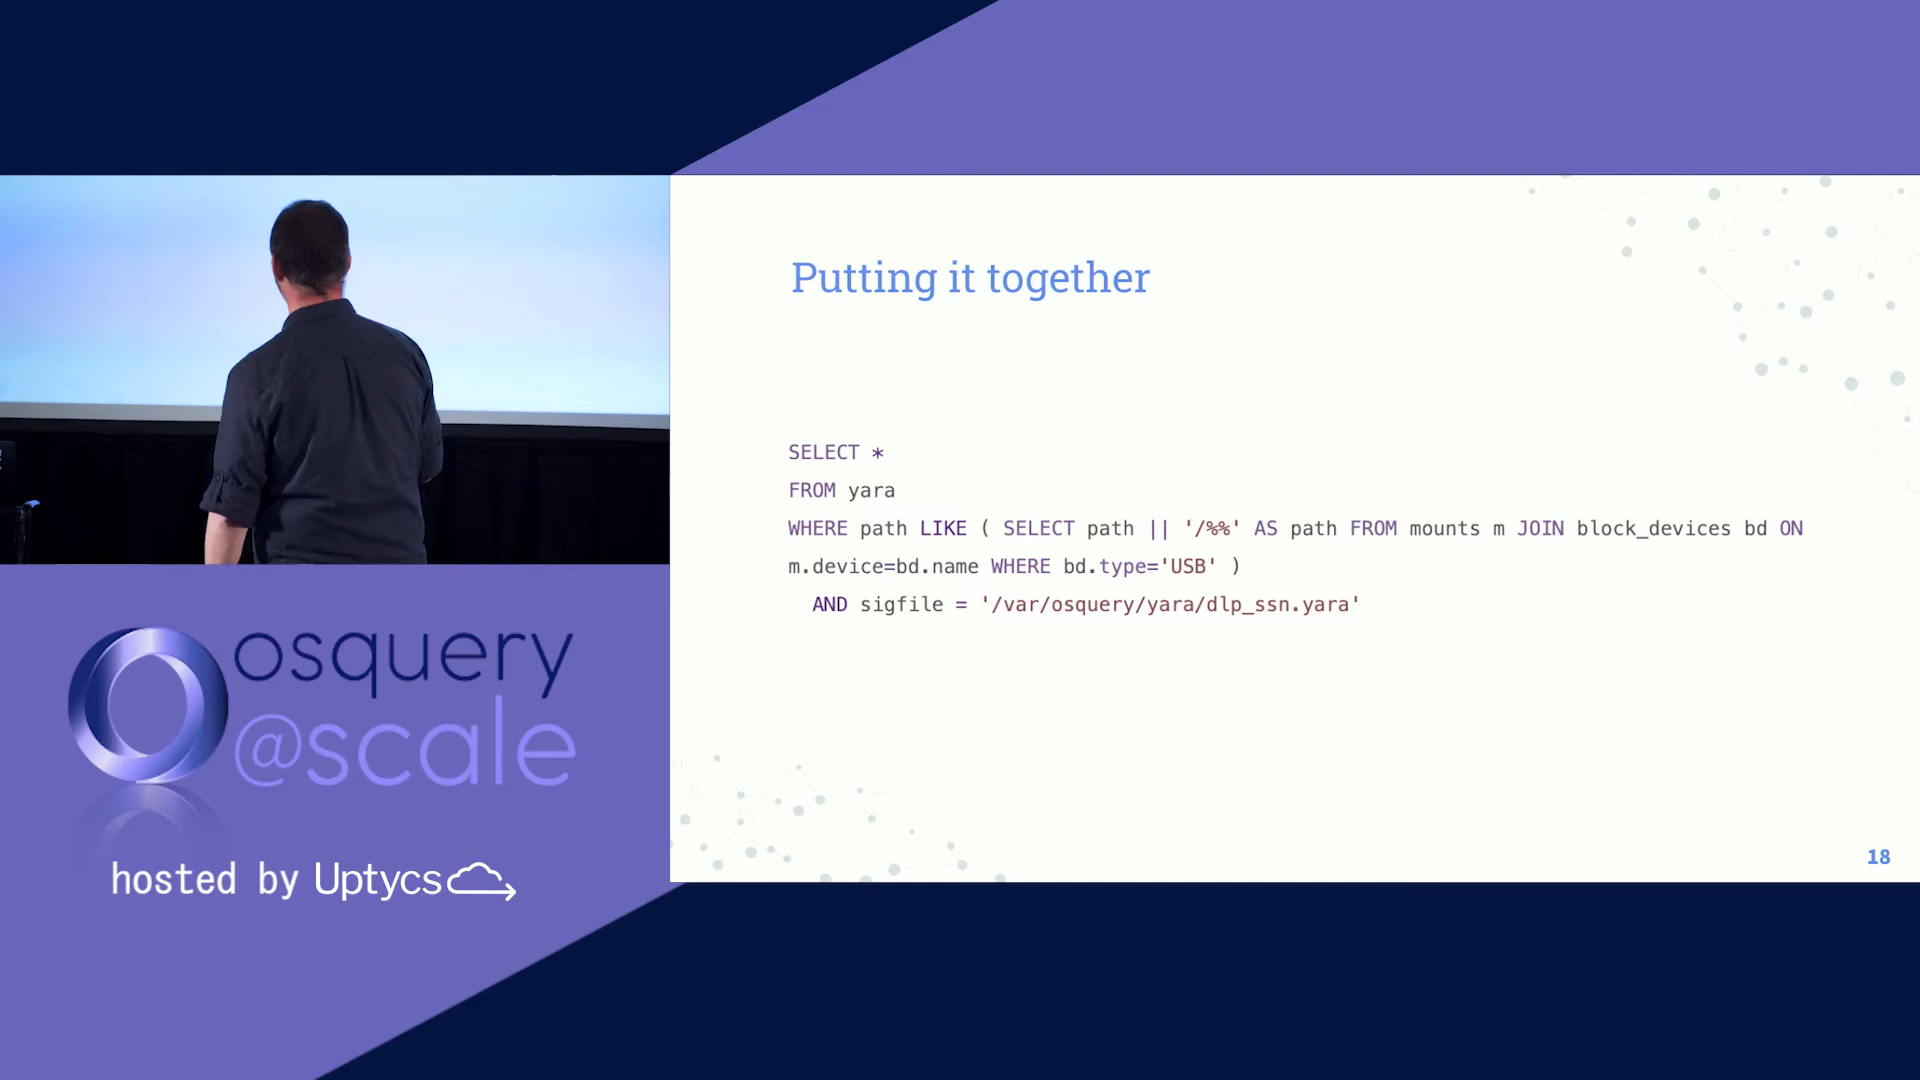 Putting it together
SELECT *
FROM yara
WHERE path LIKE ( SELECT path || '/%%' AS path FROM mounts m JOIN block_devices bd ON
m.device=bd.name WHERE bd.type='USB' )
AND sigfile = '/var/osquery/yara/dlp_ssn.yara'
18
osquery
@scale
hosted by Uptycs